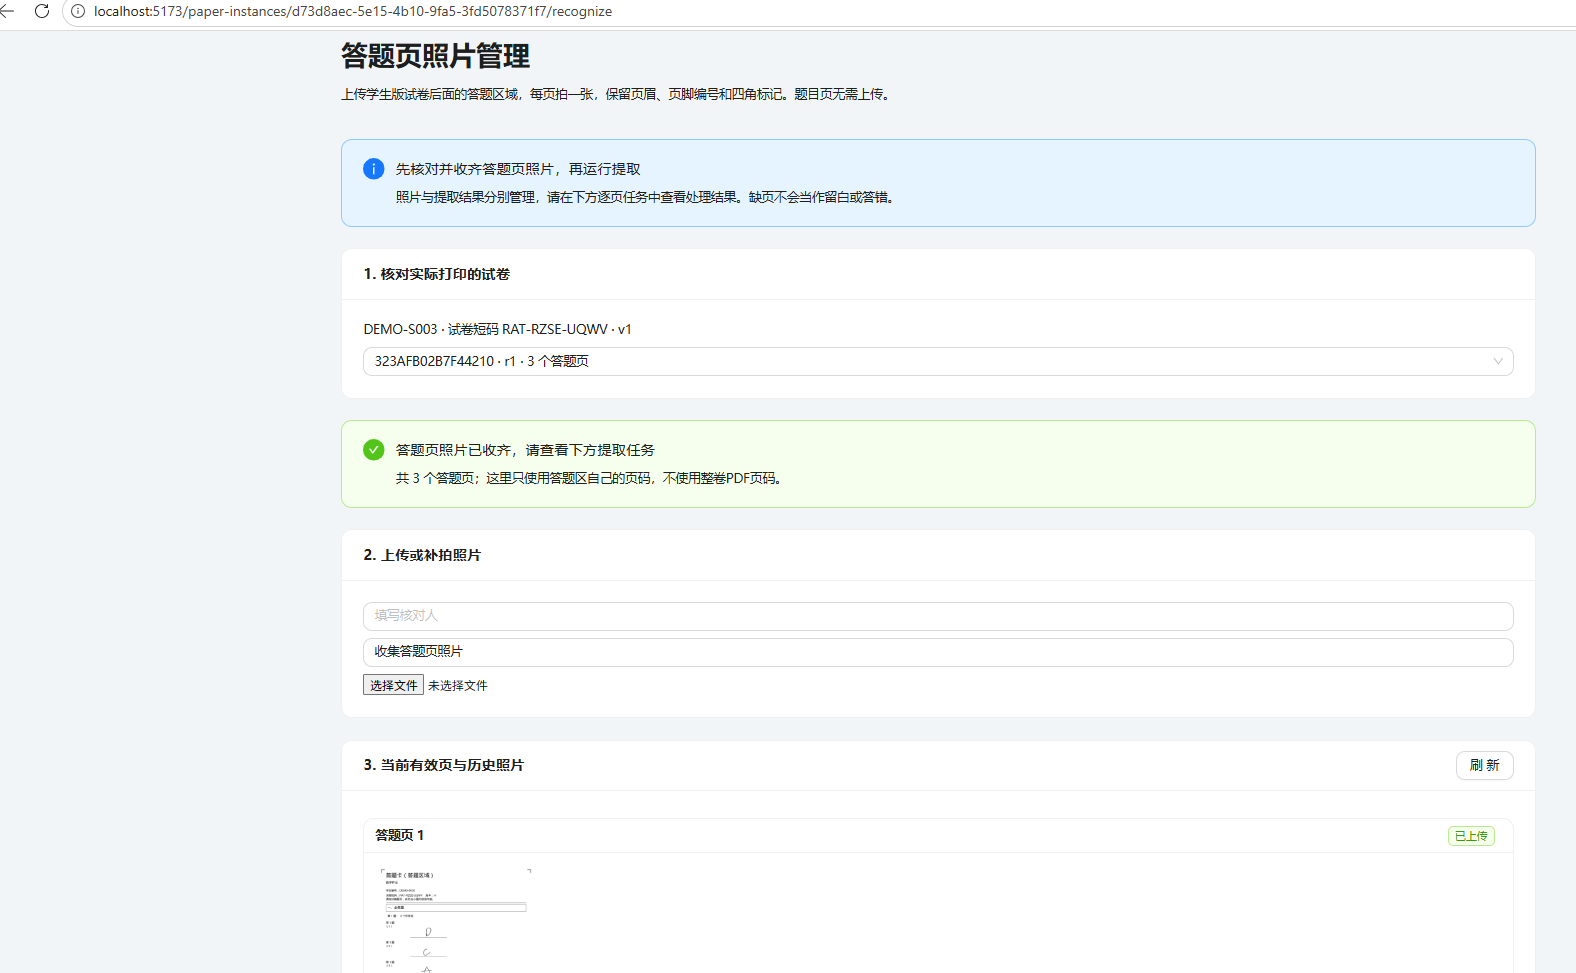 localhost:5173/paper-instances/d73d8aec-5e15-4b10-9fa5-3fd5078371f7/recognize
答题页照片管理
上传学生版试卷后面的答题区域，每页拍一张，保留页眉、页脚编号和四角标记。题目页无需上传。
先核对并收齐答题页照片，再运行提取
照片与提取结果分别管理，请在下方逐页任务中查看处理结果。缺页不会当作留白或答错。
1. 核对实际打印的试卷
DEMO-S003 · 试卷短码 RAT-RZSE-UQWV · v1
323AFB02B7F44210 · r1 · 3 个答题页
答题页照片已收齐，请查看下方提取任务
共 3 个答题页；这里只使用答题区自己的页码，不使用整卷PDF页码。
2. 上传或补拍照片
填写核对人
收集答题页照片
选择文件 未选择文件
3. 当前有效页与历史照片
刷 新
答题页 1
已上传
答题卡（答题区域）
D
C